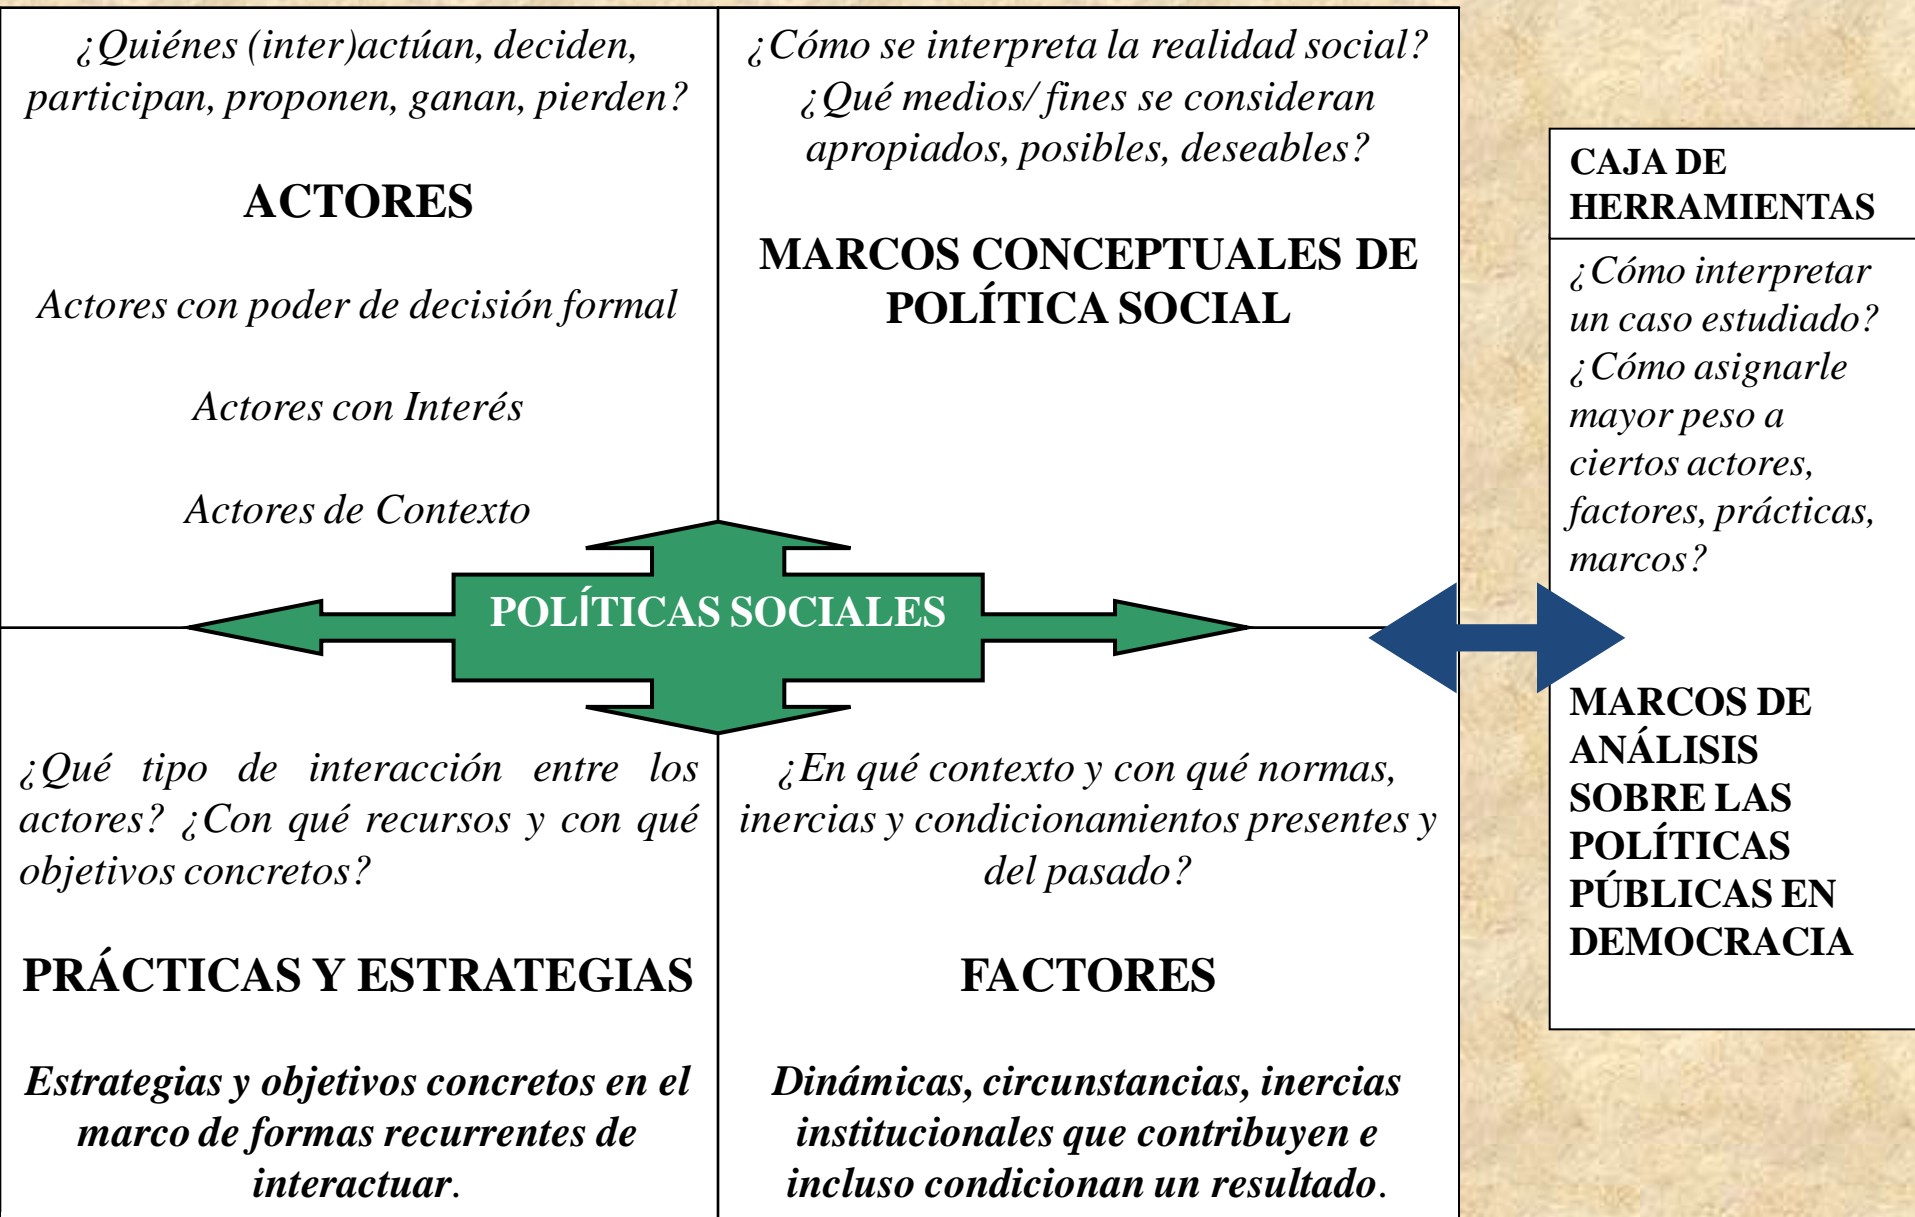 ¿Quiénes (inter)actúan, deciden,
participan, proponen, ganan, pierden?
ACTORES
Actores con poder de decisión formal
Actores con Interés
Actores de Contexto
¿Cómo se interpreta la realidad social?
¿Qué medios/ fines se consideran
apropiados, posibles, deseables?
MARCOS CONCEPTUALES DE
POLÍTICA SOCIAL
POLÍTICAS SOCIALES
¿Qué tipo de interacción entre los
actores? ¿Con qué recursos y con qué
objetivos concretos?
PRÁCTICAS Y ESTRATEGIAS
Estrategias y objetivos concretos en el
marco de formas recurrentes de
interactuar.
¿En qué contexto y con qué normas,
inercias y condicionamientos presentes y
del pasado?
FACTORES
Dinámicas, circunstancias, inercias
institucionales que contribuyen e
incluso condicionan un resultado.
CAJA DE
HERRAMIENTAS
¿Cómo interpretar
un caso estudiado?
¿Cómo asignarle
mayor peso a
ciertos actores,
factores, prácticas,
marcos?
MARCOS DE
ANÁLISIS
SOBRE LAS
POLÍTICAS
PÚBLICAS EN
DEMOCRACIA